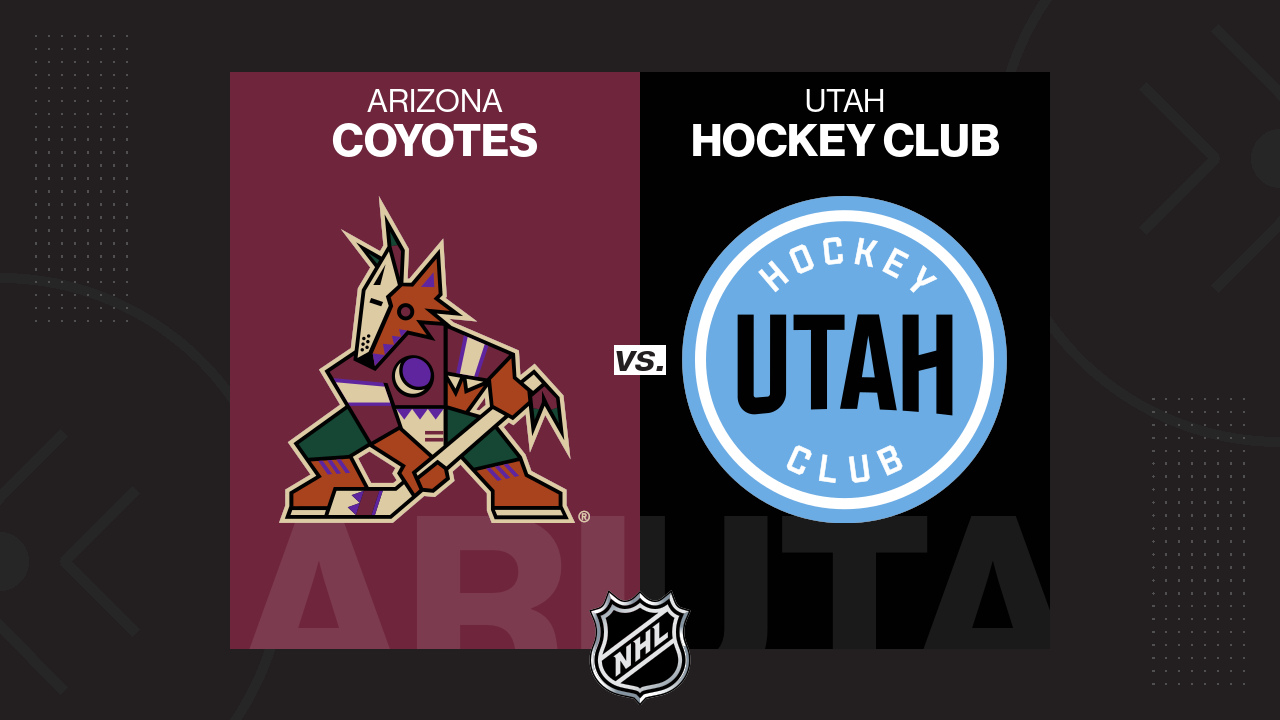 ARIZONA
COYOTES
UTAH
HOCKEY CLUB
HOCKEY
UTAH
CLUB
vs.
®
ARI
UTA
NHL